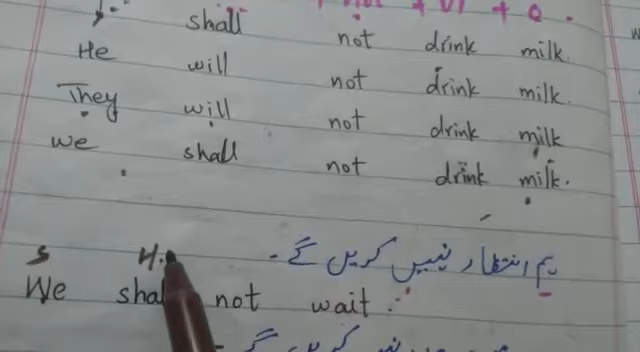 shall not drink milk.
He will not drink milk.
They will not drink milk
We shall not drink milk.
ہم انتظار نہیں کریں گے۔
S H.
We shall not wait.